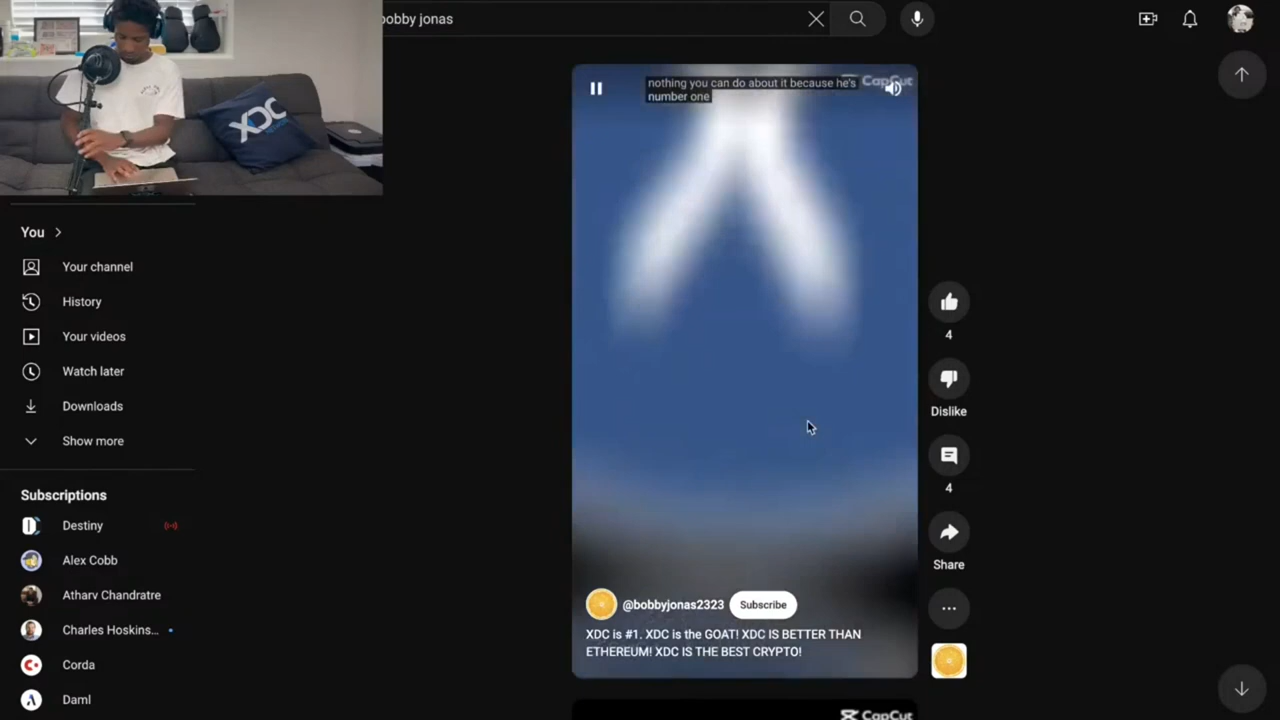 bobby jonas
XDC
nothing you can do about it because he's
number one
CapCut
You
Your channel
History
Your videos
Watch later
Downloads
Show more
Subscriptions
Destiny
Alex Cobb
Atharv Chandratre
Charles Hoskins...
Corda
Daml
4
Dislike
4
Share
@bobbyjonas2323
Subscribe
XDC is #1. XDC is the GOAT! XDC IS BETTER THAN
ETHEREUM! XDC IS THE BEST CRYPTO!
CapCut